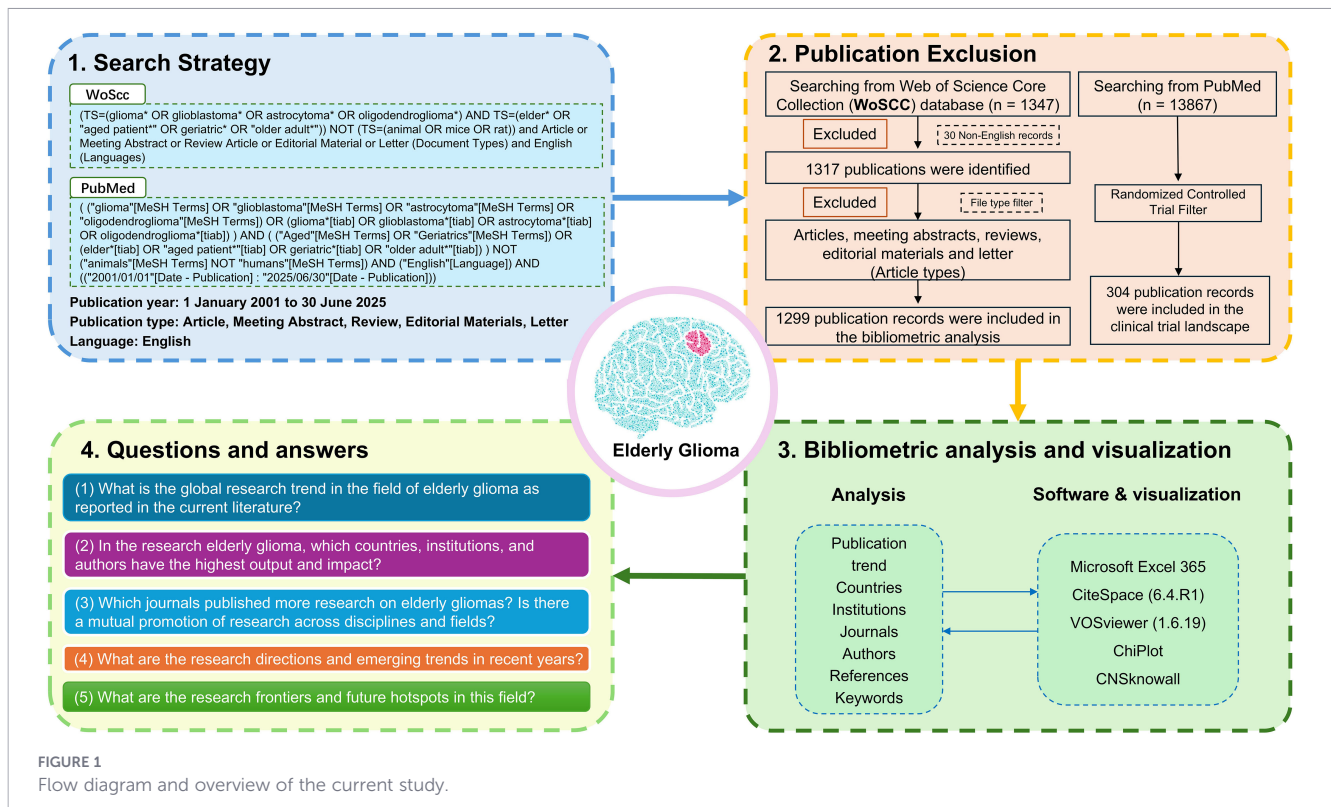 1. Search Strategy
WoScc
(TS=(glioma* OR glioblastoma* OR astrocytoma* OR oligodendroglioma*) AND TS=(elder* OR
"aged patient*" OR geriatric* OR "older adult*")) NOT (TS=(animal OR mice OR rat)) and Article or
Meeting Abstract or Review Article or Editorial Material or Letter (Document Types) and English
(Languages)
PubMed
( ("glioma"[MeSH Terms] OR "glioblastoma"[MeSH Terms] OR "astrocytoma"[MeSH Terms] OR
"oligodendroglioma"[MeSH Terms]) OR (glioma*[tiab] OR glioblastoma*[tiab] OR astrocytoma*[tiab]
OR oligodendroglioma*[tiab]) ) AND ( ("Aged"[MeSH Terms] OR "Geriatrics"[MeSH Terms]) OR
(elder*[tiab] OR "aged patient*"[tiab] OR geriatric*[tiab] OR "older adult*"[tiab]) ) NOT
("animals"[MeSH Terms] NOT "humans"[MeSH Terms]) AND ("English"[Language]) AND
(("2001/01/01"[Date - Publication] : "2025/06/30"[Date - Publication]))
Publication year: 1 January 2001 to 30 June 2025
Publication type: Article, Meeting Abstract, Review, Editorial Materials, Letter
Language: English
2. Publication Exclusion
Searching from Web of Science Core
Collection (WoSCC) database (n = 1347)
Excluded
30 Non-English records
1317 publications were identified
Excluded
File type filter
Articles, meeting abstracts, reviews,
editorial materials and letter
(Article types)
1299 publication records were included in
the bibliometric analysis
Searching from PubMed
(n = 13867)
Randomized Controlled
Trial Filter
304 publication records
were included in the
clinical trial landscape
Elderly Glioma
3. Bibliometric analysis and visualization
Analysis
Publication
trend
Countries
Institutions
Journals
Authors
References
Keywords
Software & visualization
Microsoft Excel 365
CiteSpace (6.4.R1)
VOSviewer (1.6.19)
ChiPlot
CNSknowall
4. Questions and answers
(1) What is the global research trend in the field of elderly glioma as
reported in the current literature?
(2) In the research elderly glioma, which countries, institutions, and
authors have the highest output and impact?
(3) Which journals published more research on elderly gliomas? Is there
a mutual promotion of research across disciplines and fields?
(4) What are the research directions and emerging trends in recent years?
(5) What are the research frontiers and future hotspots in this field?
FIGURE 1
Flow diagram and overview of the current study.